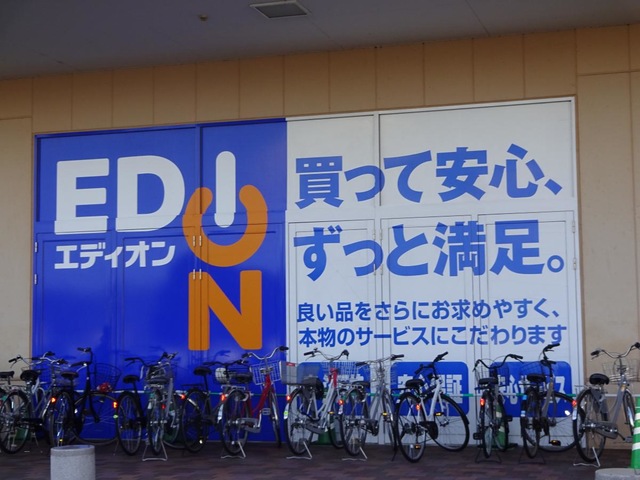 EDION
エディオン
買って安心、
ずっと満足。
良い品をさらにお求めやすく、
本物のサービスにこだわります